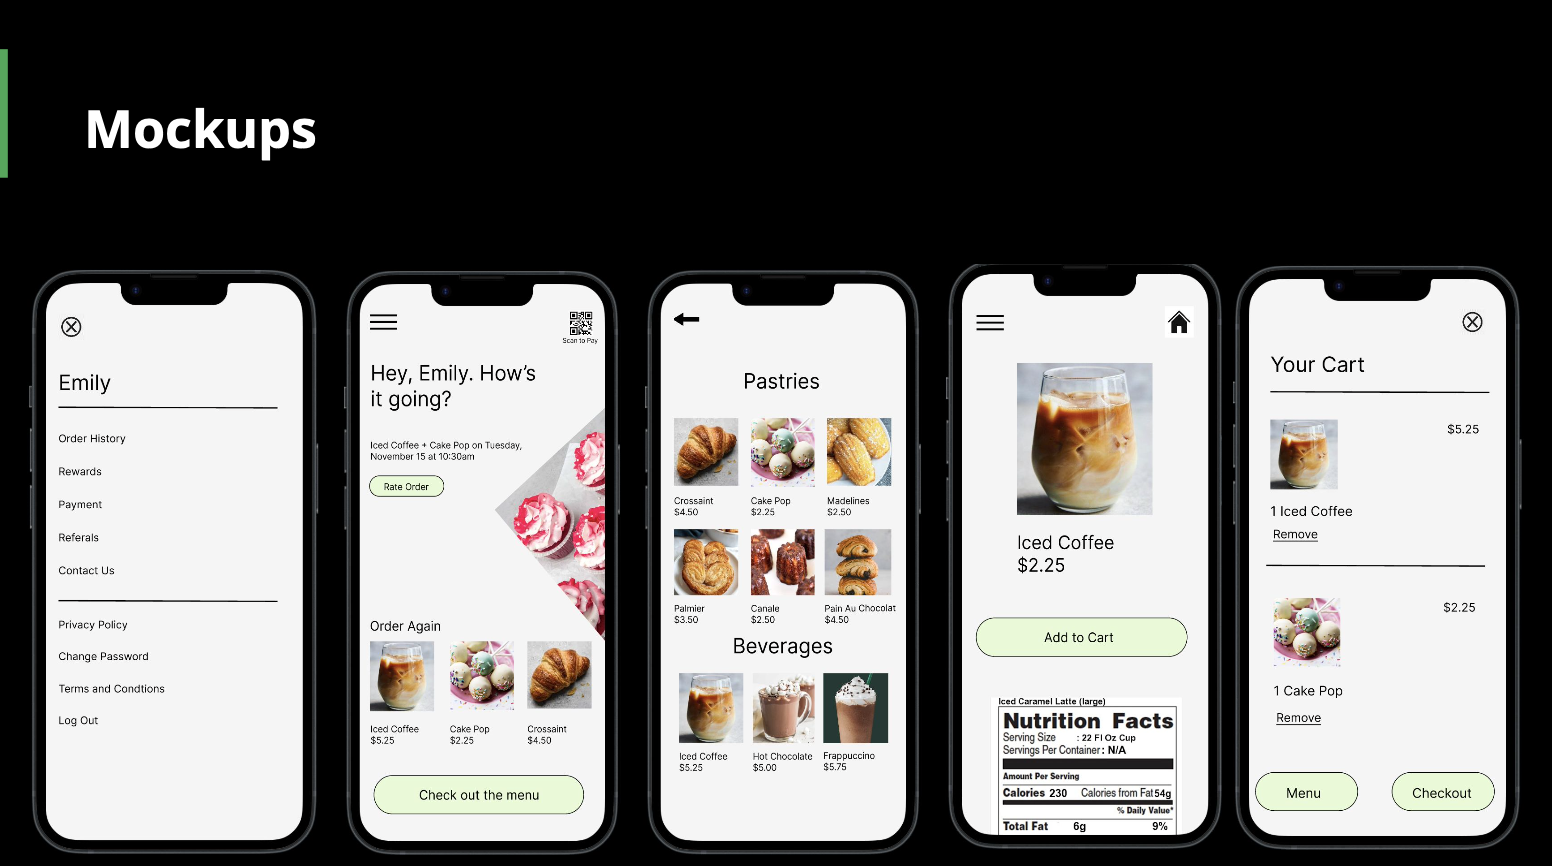 Mockups
Emily
Order History
Rewards
Payment
Referals
Contact Us
Privacy Policy
Change Password
Terms and Condtions
Log Out
Scan to Pay
Hey, Emily. How's
it going?
Iced Coffee + Cake Pop on Tuesday,
November 15 at 10:30am
Rate Order
Order Again
Iced Coffee
$5.25
Cake Pop
$2.25
Crossaint
$4.50
Check out the menu
Pastries
Crossaint
$4.50
Cake Pop
$2.25
Madelines
$2.50
Palmier
$3.50
Canale
$2.50
Pain Au Chocolat
$4.50
Beverages
Iced Coffee
$5.25
Hot Chocolate
$5.00
Frappuccino
$5.75
Iced Coffee
$2.25
Add to Cart
Iced Caramel Latte (large)
Nutrition Facts
Serving Size : 22 Fl Oz Cup
Servings Per Container : N/A
Amount Per Serving
Calories 230 Calories from Fat 54g
% Daily Value*
Total Fat 6g 9%
Your Cart
$5.25
1 Iced Coffee
Remove
$2.25
1 Cake Pop
Remove
Menu
Checkout